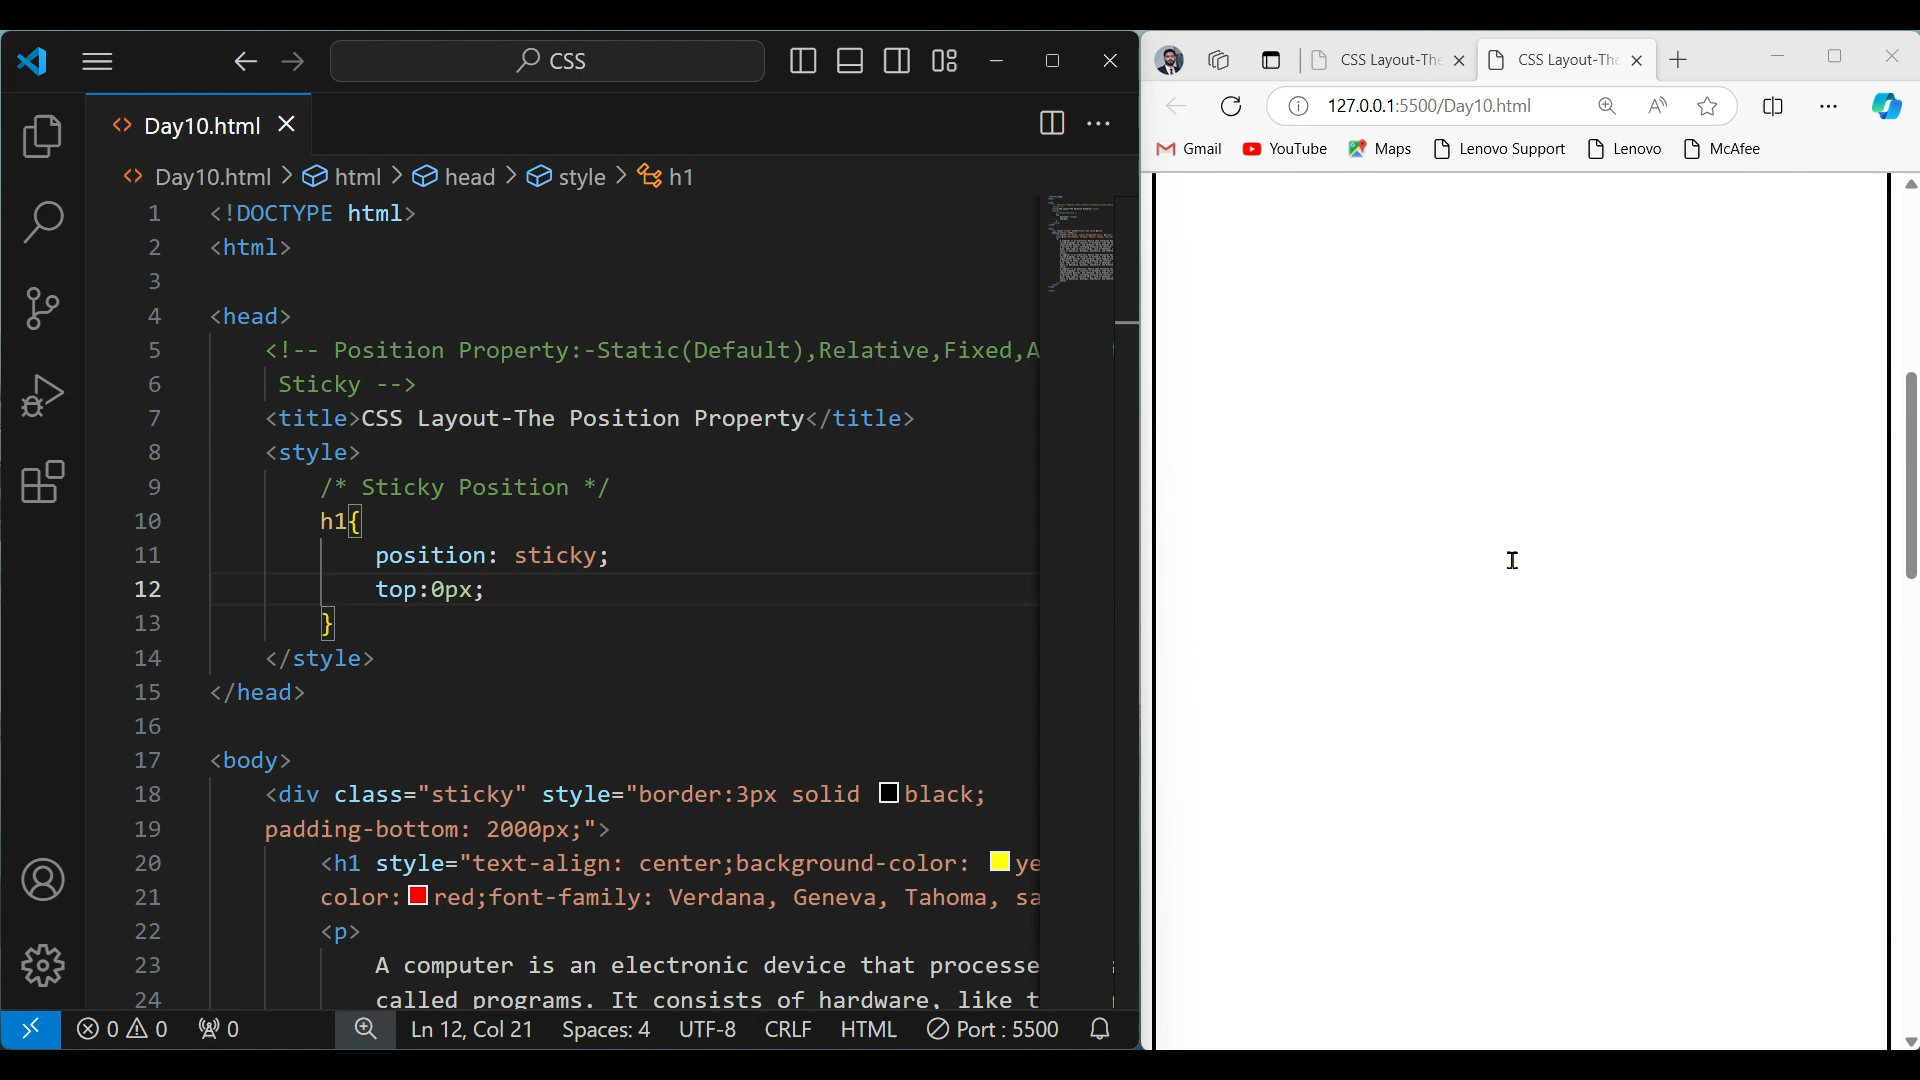 CSS
Day10.html
Day10.html > html > head > style > h1
1 <!DOCTYPE html>
2 <html>
3
4 <head>
5 <!-- Position Property:-Static(Default),Relative,Fixed,A
6 Sticky -->
7 <title>CSS Layout-The Position Property</title>
8 <style>
9 /* Sticky Position */
10 h1{
11 position: sticky;
12 top:0px;
13 }
14 </style>
15 </head>
16
17 <body>
18 <div class="sticky" style="border:3px solid black;
19 padding-bottom: 2000px;">
20 <h1 style="text-align: center;background-color: ye
21 color:red;font-family: Verdana, Geneva, Tahoma, sa
22 <p>
23 A computer is an electronic device that processe
24 called programs. It consists of hardware, like t
0 0 0 Ln 12, Col 21 Spaces: 4 UTF-8 CRLF HTML Port : 5500
CSS Layout-The CSS Layout-The
127.0.0.1:5500/Day10.html
Gmail YouTube Maps Lenovo Support Lenovo McAfee